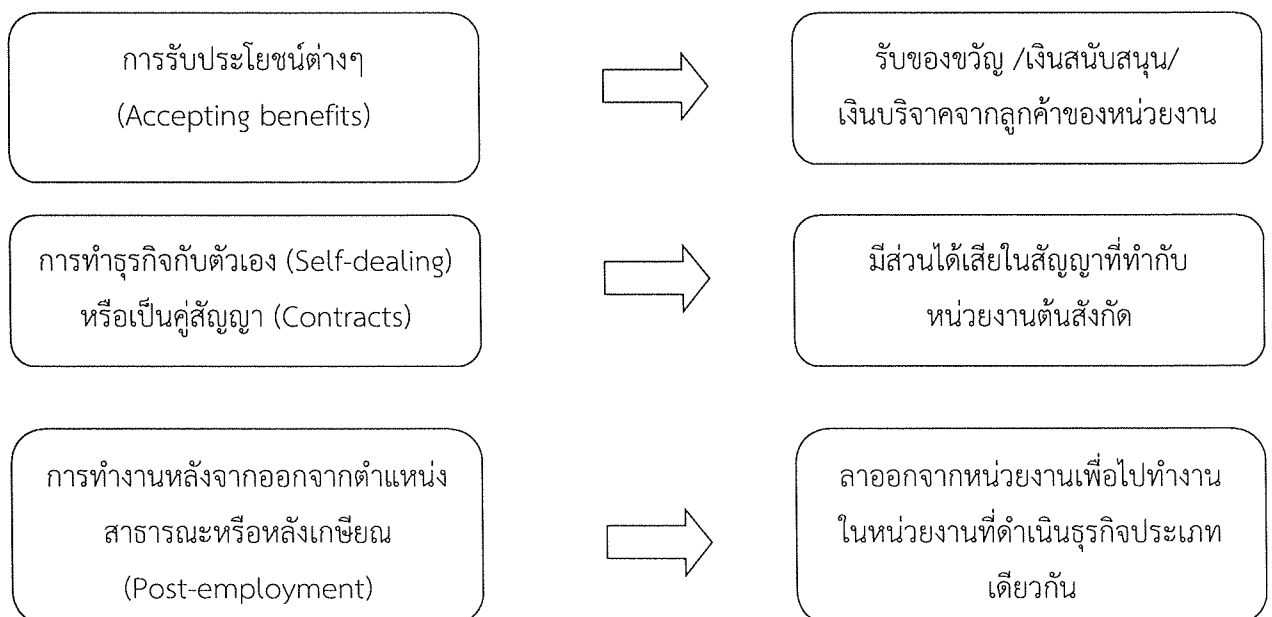 การรับประโยชน์ต่างๆ
(Accepting benefits)
รับของขวัญ /เงินสนับสนุน/
เงินบริจาคจากลูกค้าของหน่วยงาน
การทำธุรกิจกับตัวเอง (Self-dealing)
หรือเป็นคู่สัญญา (Contracts)
มีส่วนได้เสียในสัญญาที่ทำกับ
หน่วยงานต้นสังกัด
การทำงานหลังจากออกจากตำแหน่ง
สาธารณะหรือหลังเกษียณ
(Post-employment)
ลาออกจากหน่วยงานเพื่อไปทำงาน
ในหน่วยงานที่ดำเนินธุรกิจประเภท
เดียวกัน